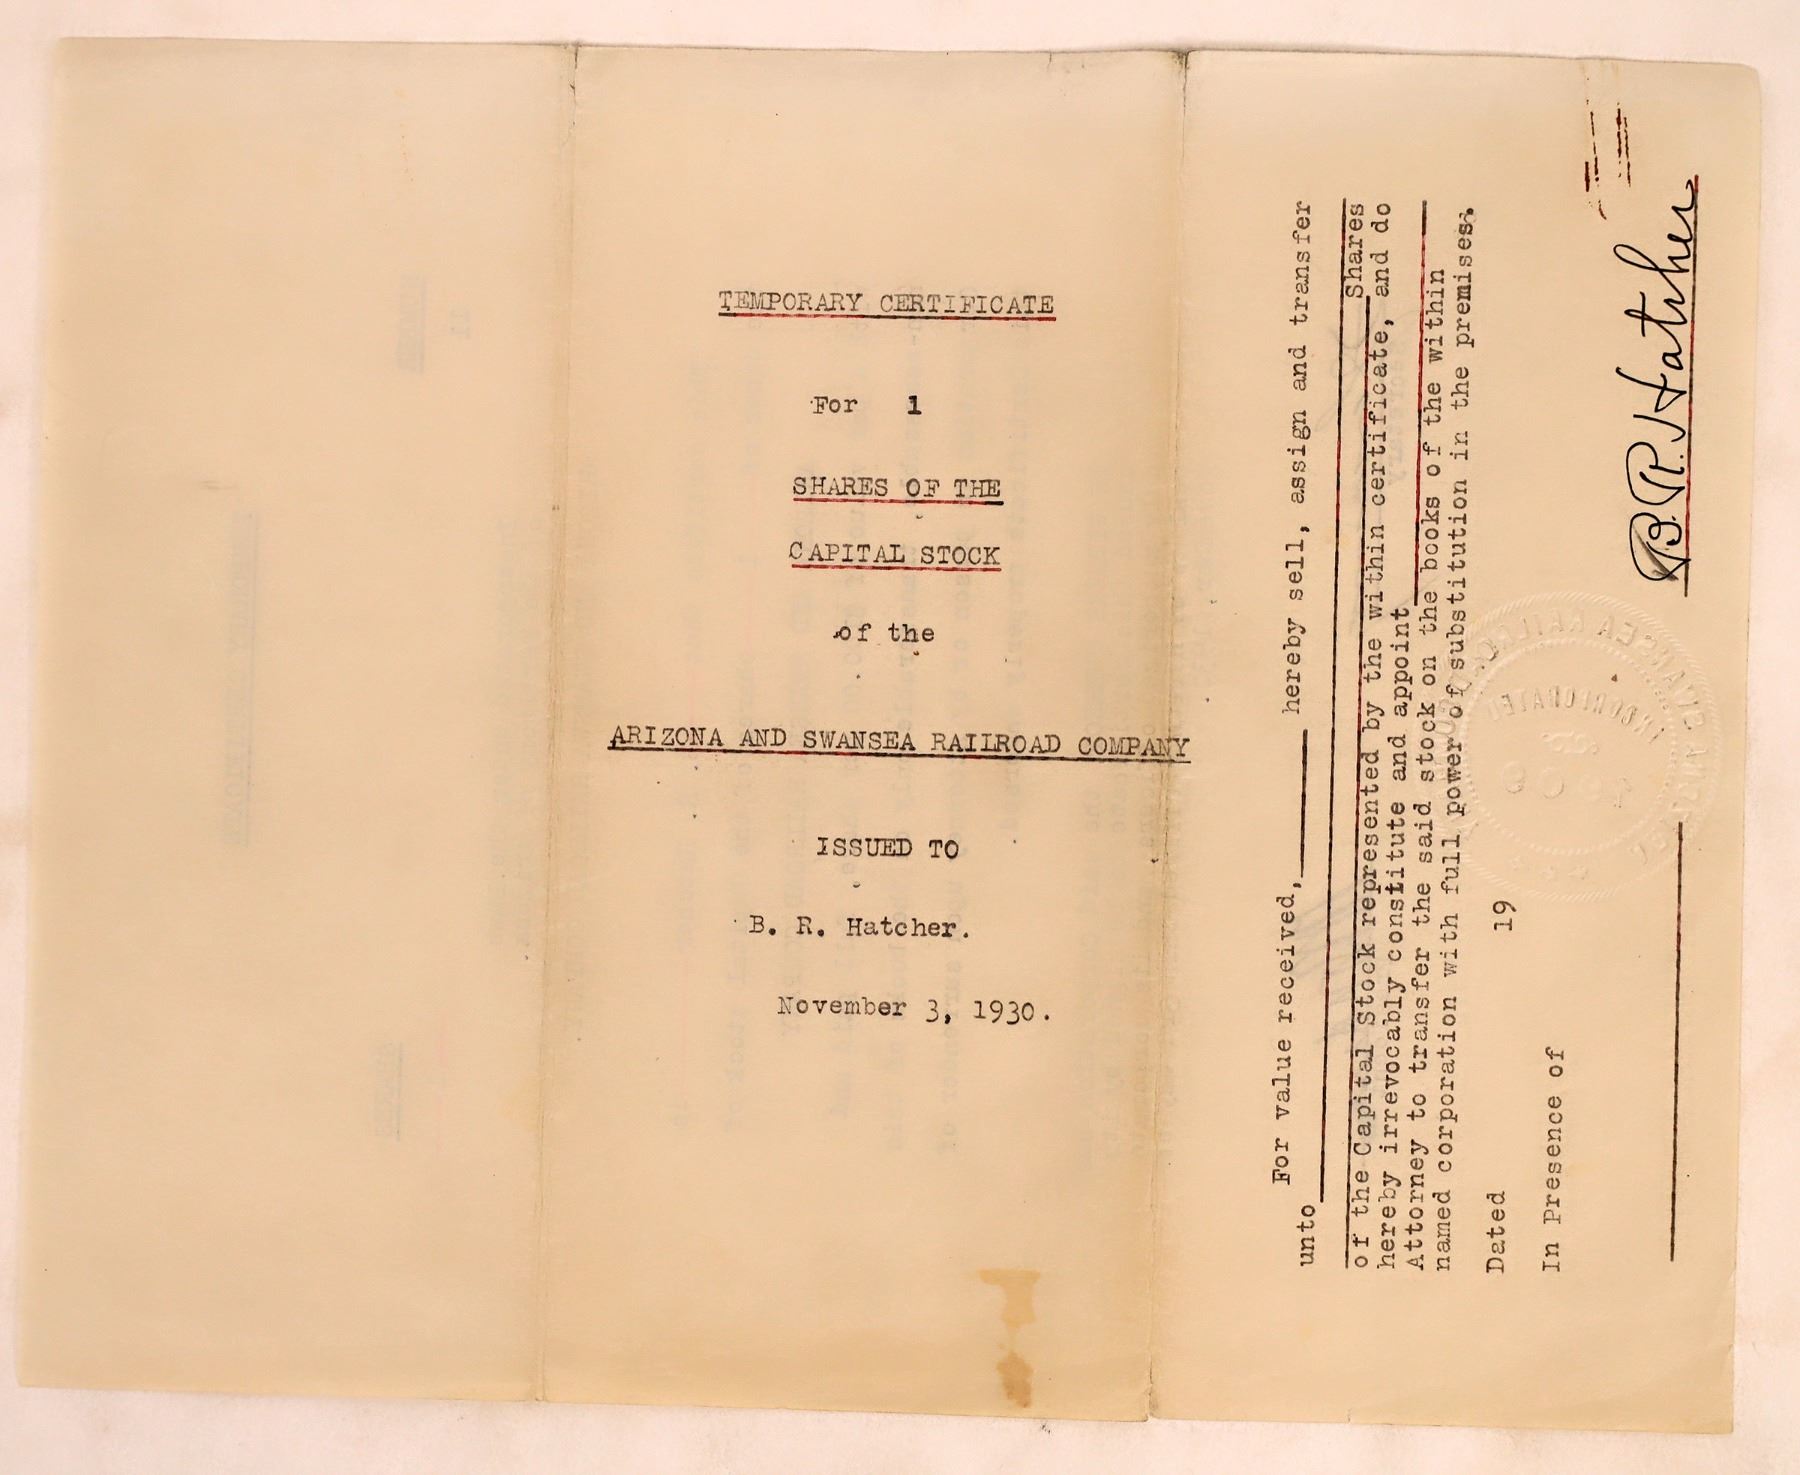 TEMPORARY CERTIFICATE
For 1
SHARES OF THE
CAPITAL STOCK
of the
ARIZONA AND SWANSEA RAILROAD COMPANY
ISSUED TO
B. R. Hatcher.
November 3, 1930.
For value received, hereby sell, assign and transfer
unto
Shares
of the Capital Stock represented by the within certificate, and do
hereby irrevocably constitute and appoint
Attorney to transfer the said stock on the books of the within
named corporation with full power of substitution in the premises.
Dated 19
In Presence of
B. R. Hatcher
INCORPORATED